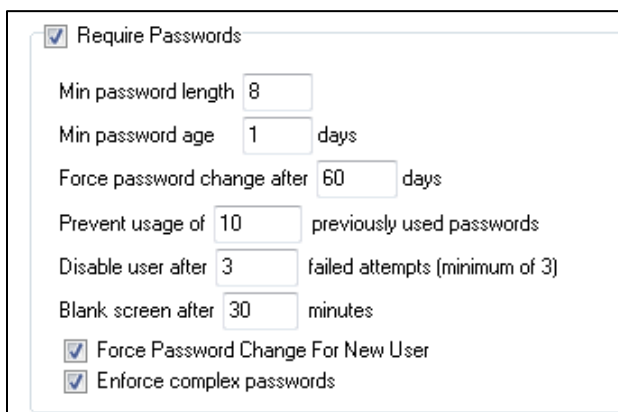 Require Passwords
Min password length 8
Min password age 1 days
Force password change after 60 days
Prevent usage of 10 previously used passwords
Disable user after 3 failed attempts (minimum of 3)
Blank screen after 30 minutes
Force Password Change For New User
Enforce complex passwords